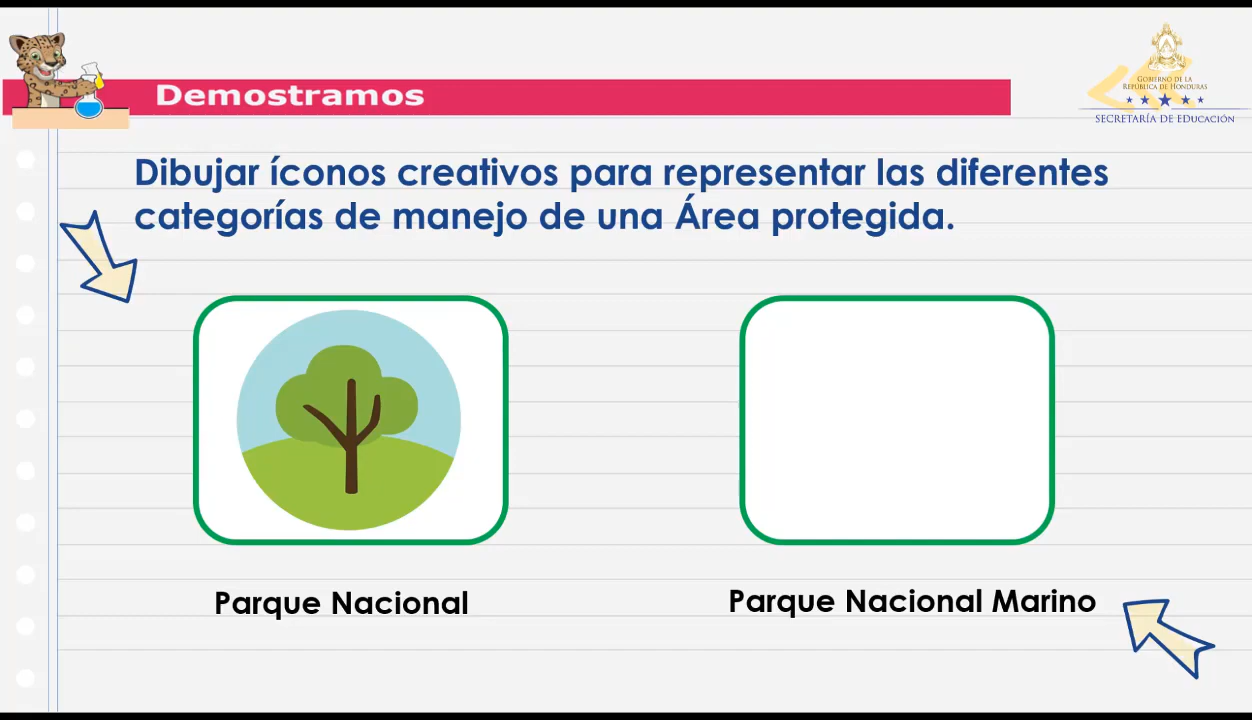 Demostramos
GOBIERNO DE LA
REPÚBLICA DE HONDURAS
SECRETARÍA DE EDUCACIÓN
Dibujar íconos creativos para representar las diferentes
categorías de manejo de una Área protegida.
Parque Nacional
Parque Nacional Marino